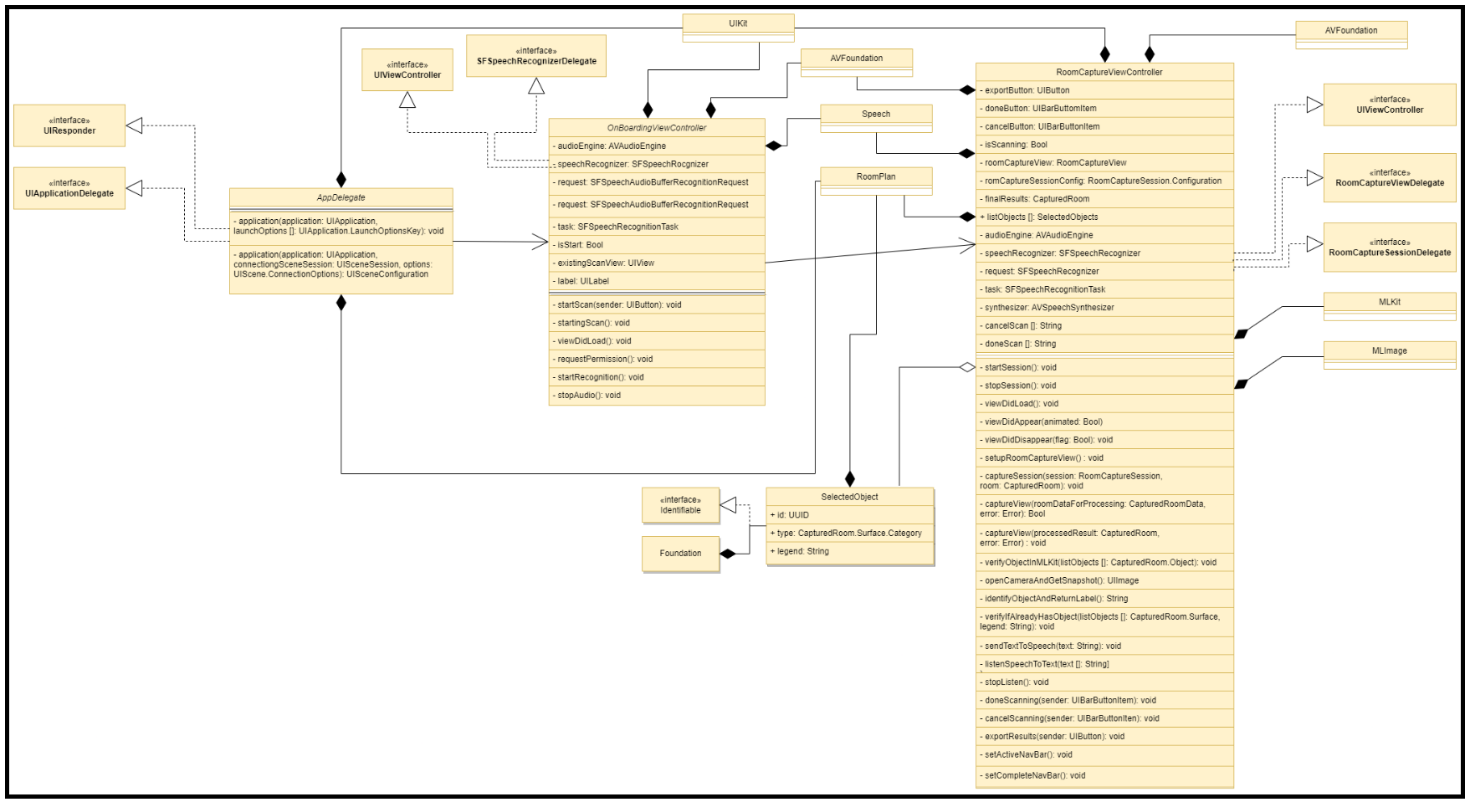 UIKit
AVFoundation
«interface»
UIViewController
«interface»
SFSpeechRecognizerDelegate
AVFoundation
«interface»
UIResponder
«interface»
UIApplicationDelegate
AppDelegate
- application(application: UIApplication,
launchOptions []: UIApplication.LaunchOptionsKey): void
- application(application: UIApplication,
connectiongSceneSession: UISceneSession, options:
UIScene.ConnectionOptions): UISceneConfiguration
OnBoardingViewController
- audioEngine: AVAudioEngine
- speechRecognizer: SFSpeechRocgnizer
- request: SFSpeechAudioBufferRecognitionRequest
- request: SFSpeechAudioBufferRecognitionRequest
- task: SFSpeechRecognitionTask
- isStart: Bool
- existingScanView: UIView
- label: UILabel
- startScan(sender: UIButton): void
- startingScan(): void
- viewDidLoad(): void
- requestPermission(): void
- startRecognition(): void
- stopAudio(): void
Speech
RoomPlan
«interface»
Identifiable
Foundation
SelectedObject
+ id: UUID
+ type: CapturedRoom.Surface.Category
+ legend: String
RoomCaptureViewController
- exportButton: UIButton
- doneButton: UIBarButtomItem
- cancelButton: UIBarButtonItem
- isScanning: Bool
- roomCaptureView: RoomCaptureView
- romCaptureSessionConfig: RoomCaptureSession.Configuration
- finalResults: CapturedRoom
+ listObjects []: SelectedObjects
- audioEngine: AVAudioEngine
- speechRecognizer: SFSpeechRecognizer
- request: SFSpeechRecognizer
- task: SFSpeechRecognitionTask
- synthesizer: AVSpeechSynthesizer
- cancelScan []: String
- doneScan []: String
- startSession(): void
- stopSession(): void
- viewDidLoad(): void
- viewDidAppear(animated: Bool)
- viewDidDisappear(flag: Bool): void
- setupRoomCaptureView() : void
- captureSession(session: RoomCaptureSession,
room: CapturedRoom): void
- captureView(roomDataForProcessing: CapturedRoomData,
error: Error): Bool
- captureView(processedResult: CapturedRoom,
error: Error) : void
- verifyObjectInMLKit(listObjects []: CapturedRoom.Object): void
- openCameraAndGetSnapshot(): UIImage
- identifyObjectAndReturnLabel(): String
- verifyIfAlreadyHasObject(listObjects []: CapturedRoom.Surface,
legend: String): void
- sendTextToSpeech(text: String): void
- listenSpeechToText(text []: String]
- stopListen(): void
- doneScanning(sender: UIBarButtonItem): void
- cancelScanning(sender: UIBarButtonIten): void
- exportResults(sender: UIButton): void
- setActiveNavBar(): void
- setCompleteNavBar(): void
«interface»
UIViewController
«interface»
RoomCaptureViewDelegate
«interface»
RoomCaptureSessionDelegate
MLKit
MLImage